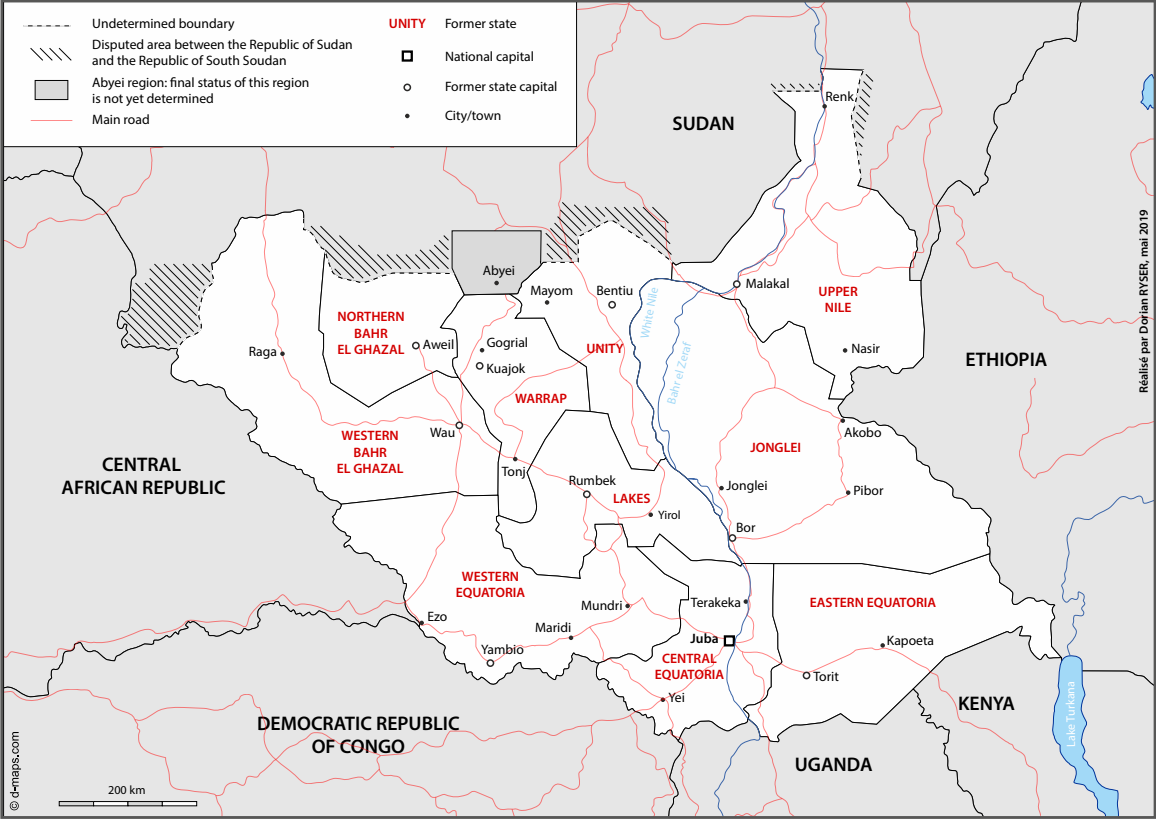 Undetermined boundary
Disputed area between the Republic of Sudan
and the Republic of South Soudan
Abyei region: final status of this region
is not yet determined
Main road
UNITY Former state
National capital
Former state capital
City/town
SUDAN
Renk
Réalisé par Dorian RYSER, mai 2019
Abyei
Mayom
Bentiu
Malakal
White Nile
UPPER
NILE
NORTHERN
BAHR
EL GHAZAL
Aweil
Gogrial
UNITY
Raga
Kuajok
Nasir
ETHIOPIA
Bahr el Zeraf
WARRAP
Wau
WESTERN
BAHR
EL GHAZAL
Akobo
JONGLEI
CENTRAL
AFRICAN REPUBLIC
Tonj
Rumbek
LAKES
Jonglei
Pibor
Yirol
Bor
WESTERN
EQUATORIA
Mundri
Terakeka
EASTERN EQUATORIA
Ezo
Maridi
Juba
Kapoeta
Yambio
CENTRAL
EQUATORIA
Torit
Yei
KENYA
Lake Turkana
DEMOCRATIC REPUBLIC
OF CONGO
UGANDA
200 km
© d-maps.com